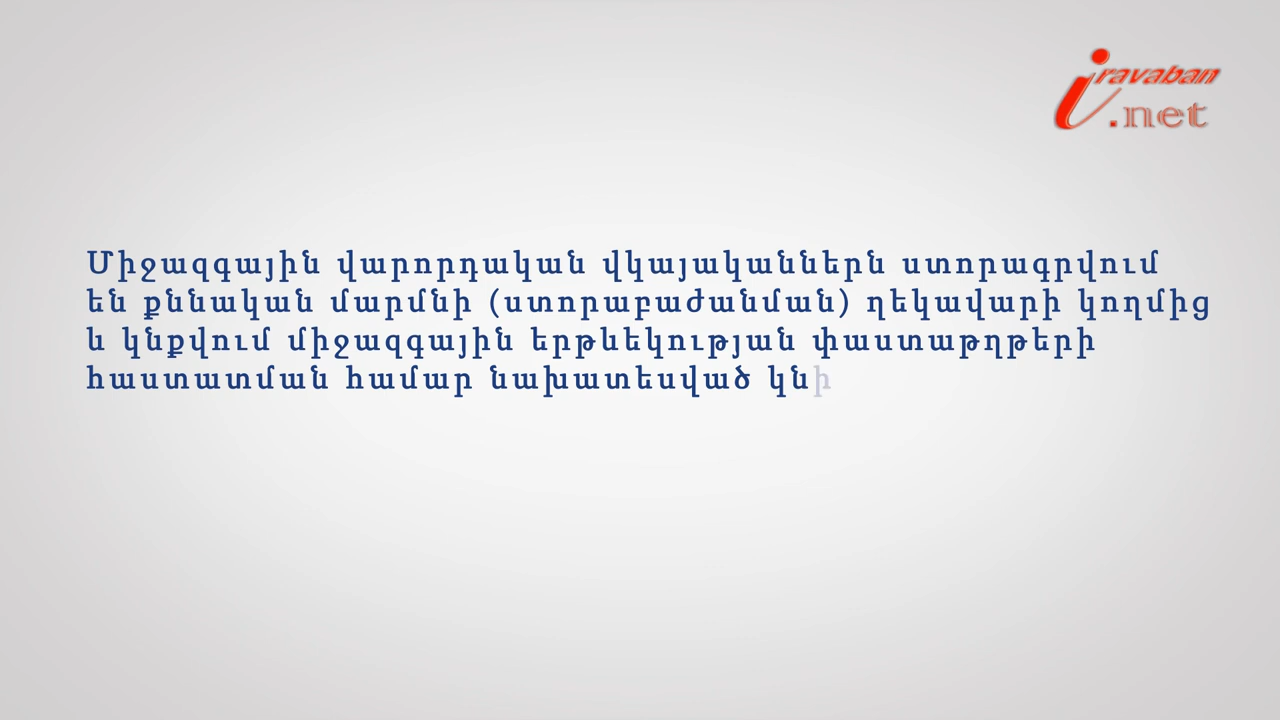 iravaban
.net
Միջազգային վարորդական վկայականներն ստորագրվում
են քննական մարմնի (ստորաբաժանման) ղեկավարի կողմից
և կնքվում միջազգային երթևեկության փաստաթղթերի
հաստատման համար նախատեսված կնի